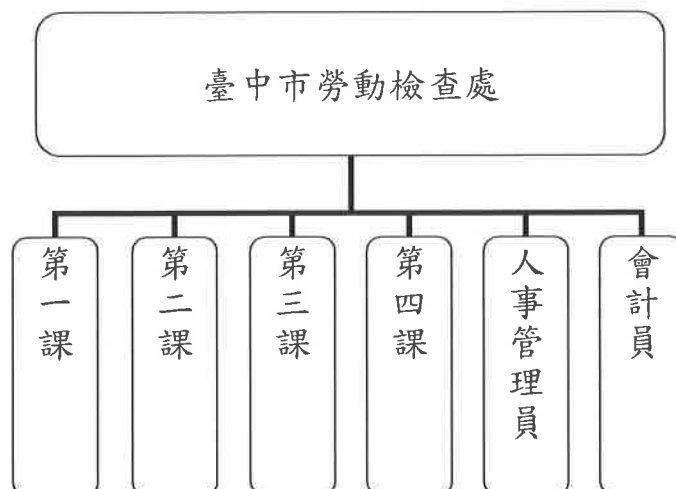 臺中市勞動檢查處
第一課
第二課
第三課
第四課
人事管理員
會計員